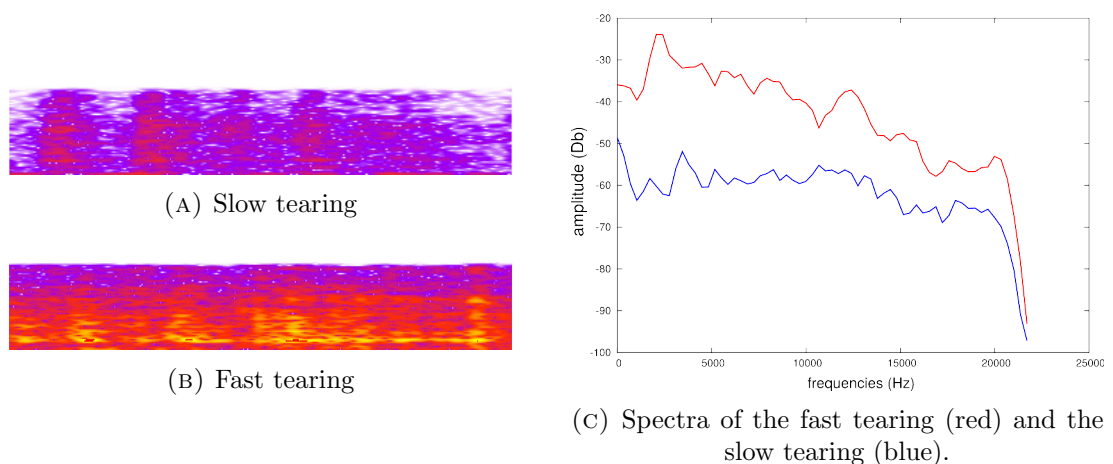 (A) Slow tearing
(B) Fast tearing
-20
-30
-40
-50
-60
-70
-80
-90
-100
0
5000
10000
15000
20000
25000
amplitude (Db)
frequencies (Hz)
(C) Spectra of the fast tearing (red) and the
slow tearing (blue).